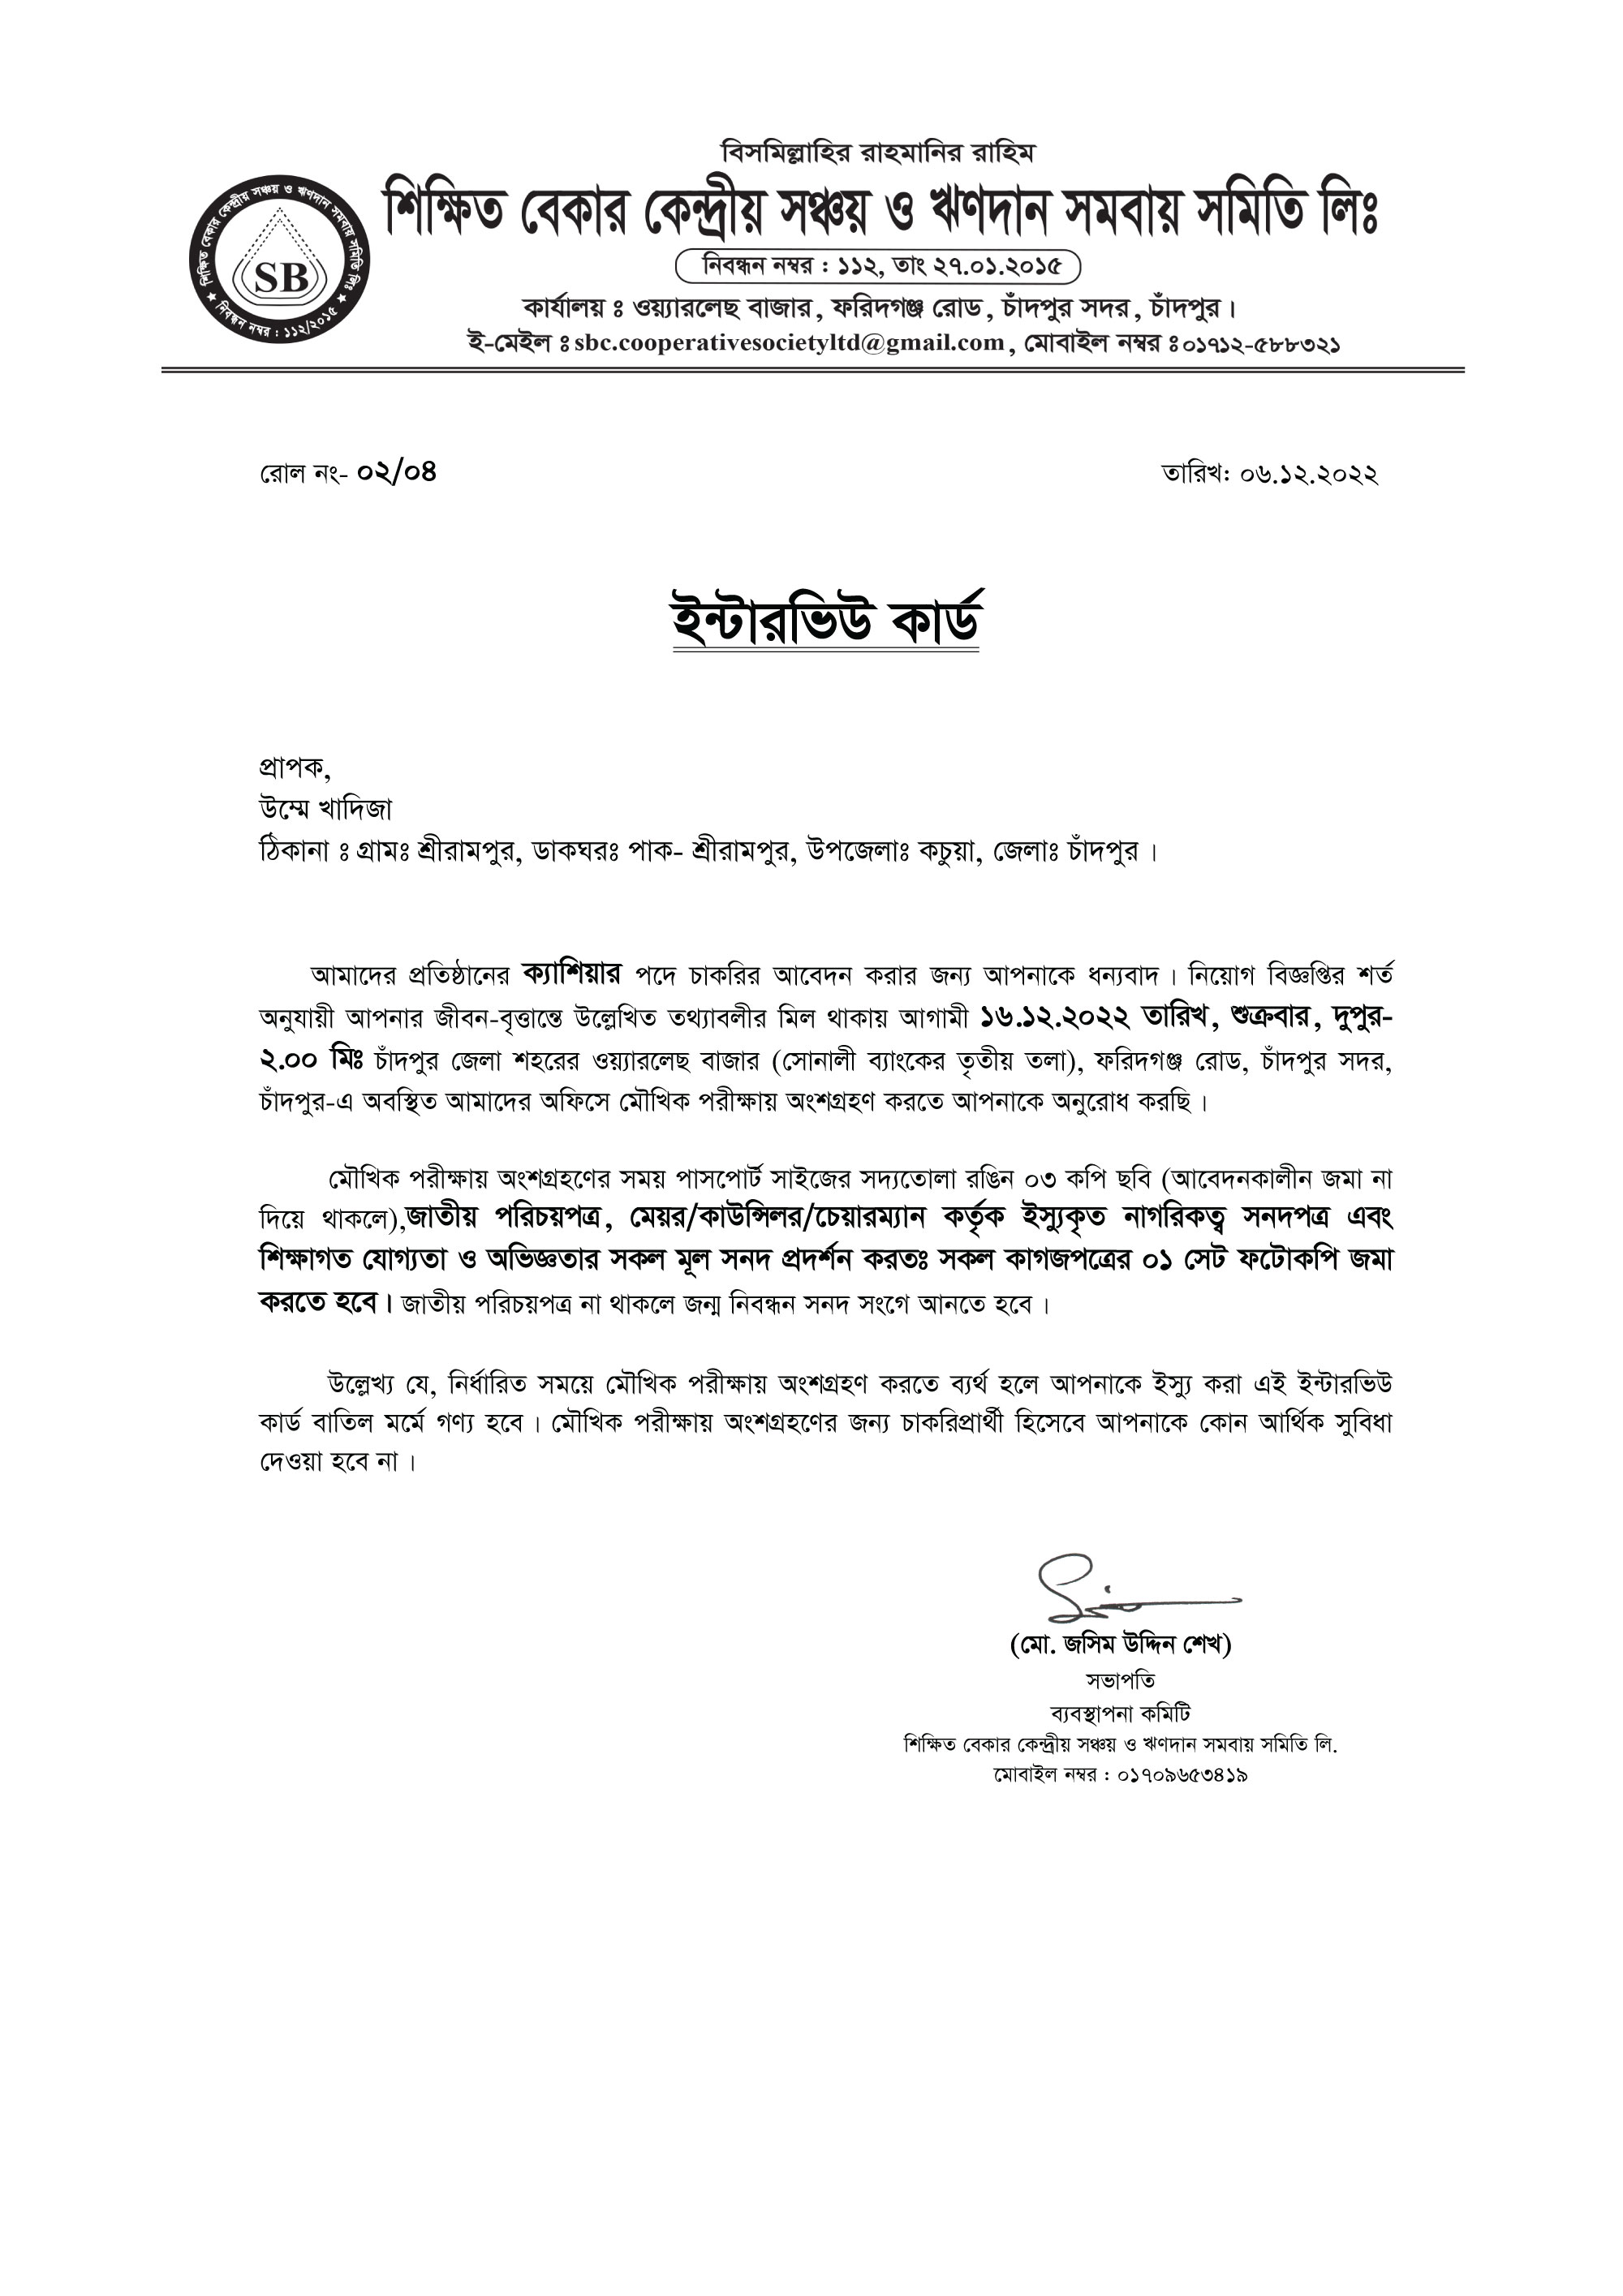 বিসমিল্লাহির রাহমানির রাহিম
শিক্ষিত বেকার কেন্দ্রীয় সঞ্চয় ও ঋণদান সমবায় সমিতি লিঃ
শিক্ষিত বেকার কেন্দ্রীয় সঞ্চয় ও ঋণদান সমবায় সমিতি লিঃ
SB
নিবন্ধন নম্বর : ১১২/২০১৫
নিবন্ধন নম্বর : ১১২, তাং ২৭.০১.২০১৫
কার্যালয় ঃ ওয়্যারলেছ বাজার, ফরিদগঞ্জ রোড, চাঁদপুর সদর, চাঁদপুর।
ই-মেইল ঃ sbc.cooperativesocietyltd@gmail.com, মোবাইল নম্বর ঃ ০১৭১২-৫৮৮৩২১
রোল নং- ০২/০৪
তারিখ: ০৬.১২.২০২২
ইন্টারভিউ কার্ড
প্রাপক,
উম্মে খাদিজা
ঠিকানা ঃ গ্রামঃ শ্রীরামপুর, ডাকঘরঃ পাক- শ্রীরামপুর, উপজেলাঃ কচুয়া, জেলাঃ চাঁদপুর।
আমাদের প্রতিষ্ঠানের ক্যাশিয়ার পদে চাকরির আবেদন করার জন্য আপনাকে ধন্যবাদ। নিয়োগ বিজ্ঞপ্তির শর্ত
অনুযায়ী আপনার জীবন-বৃত্তান্তে উল্লেখিত তথ্যাবলীর মিল থাকায় আগামী ১৬.১২.২০২২ তারিখ, শুক্রবার, দুপুর-
২.০০ মিঃ চাঁদপুর জেলা শহরের ওয়্যারলেছ বাজার (সোনালী ব্যাংকের তৃতীয় তলা), ফরিদগঞ্জ রোড, চাঁদপুর সদর,
চাঁদপুর-এ অবস্থিত আমাদের অফিসে মৌখিক পরীক্ষায় অংশগ্রহণ করতে আপনাকে অনুরোধ করছি।
মৌখিক পরীক্ষায় অংশগ্রহণের সময় পাসপোর্ট সাইজের সদ্যতোলা রঙিন ০৩ কপি ছবি (আবেদনকালীন জমা না
দিয়ে থাকলে),জাতীয় পরিচয়পত্র, মেয়র/কাউন্সিলর/চেয়ারম্যান কর্তৃক ইস্যুকৃত নাগরিকত্ব সনদপত্র এবং
শিক্ষাগত যোগ্যতা ও অভিজ্ঞতার সকল মূল সনদ প্রদর্শন করতঃ সকল কাগজপত্রের ০১ সেট ফটোকপি জমা
করতে হবে। জাতীয় পরিচয়পত্র না থাকলে জন্ম নিবন্ধন সনদ সংগে আনতে হবে।
উল্লেখ্য যে, নির্ধারিত সময়ে মৌখিক পরীক্ষায় অংশগ্রহণ করতে ব্যর্থ হলে আপনাকে ইস্যু করা এই ইন্টারভিউ
কার্ড বাতিল মর্মে গণ্য হবে। মৌখিক পরীক্ষায় অংশগ্রহণের জন্য চাকরিপ্রার্থী হিসেবে আপনাকে কোন আর্থিক সুবিধা
দেওয়া হবে না।
(মো. জসিম উদ্দিন শেখ)
সভাপতি
ব্যবস্থাপনা কমিটি
শিক্ষিত বেকার কেন্দ্রীয় সঞ্চয় ও ঋণদান সমবায় সমিতি লি.
মোবাইল নম্বর : ০১৭০৯৬৫৩৪১৯